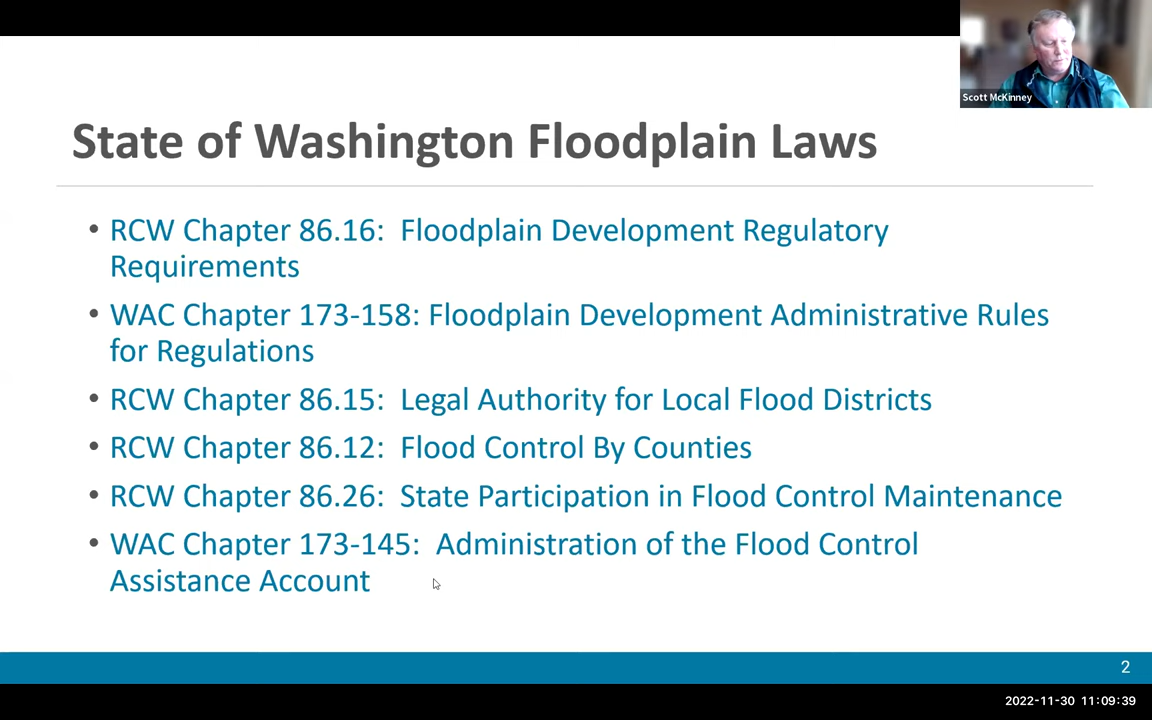 Scott McKinney
State of Washington Floodplain Laws
• RCW Chapter 86.16:  Floodplain Development Regulatory
Requirements
• WAC Chapter 173-158: Floodplain Development Administrative Rules
for Regulations
• RCW Chapter 86.15:  Legal Authority for Local Flood Districts
• RCW Chapter 86.12:  Flood Control By Counties
• RCW Chapter 86.26:  State Participation in Flood Control Maintenance
• WAC Chapter 173-145:  Administration of the Flood Control
Assistance Account
2
2022-11-30 11:09:39